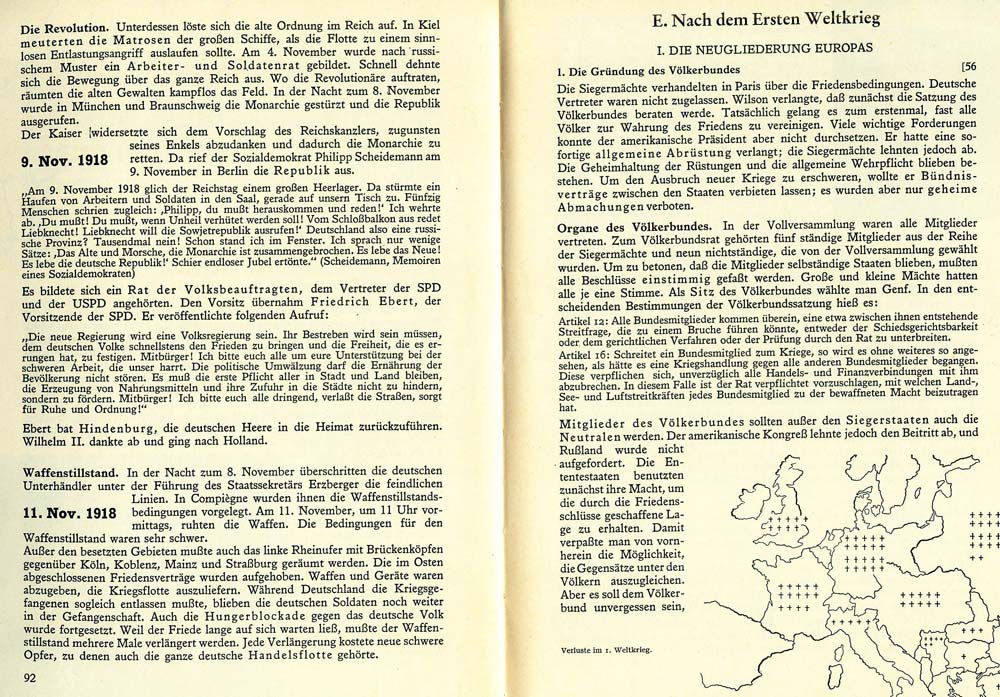 Die Revolution. Unterdessen löste sich die alte Ordnung im Reich auf. In Kiel
meuterten die Matrosen der großen Schiffe, als die Flotte zu einem sinn-
losen Entlastungsangriff auslaufen sollte. Am 4. November wurde nach russi-
schem Muster ein Arbeiter- und Soldatenrat gebildet. Schnell dehnte
sich die Bewegung über das ganze Reich aus. Wo die Revolutionäre auftraten,
räumten die alten Gewalten kampflos das Feld. In der Nacht zum 8. November
wurde in München und Braunschweig die Monarchie gestürzt und die Republik
ausgerufen.
Der Kaiser widersetzte sich dem Vorschlag des Reichskanzlers, zugunsten
seines Enkels abzudanken und dadurch die Monarchie zu
9. Nov. 1918 retten. Da rief der Sozialdemokrat Philipp Scheidemann am
9. November in Berlin die Republik aus.
„Am 9. November 1918 glich der Reichstag einem großen Heerlager. Da stürmte ein
Haufen von Arbeitern und Soldaten in den Saal, gerade auf unsern Tisch zu. Fünfzig
Menschen schrien zugleich: ‚Philipp, du mußt herauskommen und reden!' Ich wehrte
ab. ‚Du mußt! Du mußt, wenn Unheil verhütet werden soll! Vom Schloßbalkon aus redet
Liebknecht! Liebknecht will die Sowjetrepublik ausrufen!' Deutschland also eine russi-
sche Provinz? Tausendmal nein! Schon stand ich im Fenster. Ich sprach nur wenige
Sätze: ‚Das Alte und Morsche, die Monarchie ist zusammengebrochen. Es lebe das Neue!
Es lebe die deutsche Republik!' Schier endloser Jubel ertönte.“ (Scheidemann, Memoiren
eines Sozialdemokraten)
Es bildete sich ein Rat der Volksbeauftragten, dem Vertreter der SPD
und der USPD angehörten. Den Vorsitz übernahm Friedrich Ebert, der
Vorsitzende der SPD. Er veröffentlichte folgenden Aufruf:
„Die neue Regierung wird eine Volksregierung sein. Ihr Bestreben wird sein müssen,
dem deutschen Volke schnellstens den Frieden zu bringen und die Freiheit, die es er-
rungen hat, zu festigen. Mitbürger! Ich bitte euch alle um eure Unterstützung bei der
schweren Arbeit, die unser harrt. Die politische Umwälzung darf die Ernährung der
Bevölkerung nicht stören. Es muß die erste Pflicht aller in Stadt und Land bleiben,
die Erzeugung von Nahrungsmitteln und ihre Zufuhr in die Städte nicht zu hindern,
sondern zu fördern. Mitbürger! Ich bitte euch alle dringend, verlaßt die Straßen, sorgt
für Ruhe und Ordnung!“
Ebert bat Hindenburg, die deutschen Heere in die Heimat zurückzuführen.
Wilhelm II. dankte ab und ging nach Holland.
Waffenstillstand. In der Nacht zum 8. November überschritten die deutschen
Unterhändler unter der Führung des Staatssekretärs Erzberger die feindlichen
Linien. In Compiègne wurden ihnen die Waffenstillstands-
11. Nov. 1918 bedingungen vorgelegt. Am 11. November, um 11 Uhr vor-
mittags, ruhten die Waffen. Die Bedingungen für den
Waffenstillstand waren sehr schwer.
Außer den besetzten Gebieten mußte auch das linke Rheinufer mit Brückenköpfen
gegenüber Köln, Koblenz, Mainz und Straßburg geräumt werden. Die im Osten
abgeschlossenen Friedensverträge wurden aufgehoben. Waffen und Geräte waren
abzugeben, die Kriegsflotte auszuliefern. Während Deutschland die Kriegsge-
fangenen sogleich entlassen mußte, blieben die deutschen Soldaten noch weiter
in der Gefangenschaft. Auch die Hungerblockade gegen das deutsche Volk
wurde fortgesetzt. Weil der Friede lange auf sich warten ließ, mußte der Waffen-
stillstand mehrere Male verlängert werden. Jede Verlängerung kostete neue schwere
Opfer, zu denen auch die ganze deutsche Handelsflotte gehörte.
92
E. Nach dem Ersten Weltkrieg
I. DIE NEUGLIEDERUNG EUROPAS
1. Die Gründung des Völkerbundes [56
Die Siegermächte verhandelten in Paris über die Friedensbedingungen. Deutsche
Vertreter waren nicht zugelassen. Wilson verlangte, daß zunächst die Satzung des
Völkerbundes beraten werde. Tatsächlich gelang es zum erstenmal, fast alle
Völker zur Wahrung des Friedens zu vereinigen. Viele wichtige Forderungen
konnte der amerikanische Präsident aber nicht durchsetzen. Er hatte eine so-
fortige allgemeine Abrüstung verlangt; die Siegermächte lehnten jedoch ab.
Die Geheimhaltung der Rüstungen und die allgemeine Wehrpflicht blieben be-
stehen. Um den Ausbruch neuer Kriege zu erschweren, wollte er Bündnis-
verträge zwischen den Staaten verbieten lassen; es wurden aber nur geheime
Abmachungen verboten.
Organe des Völkerbundes. In der Vollversammlung waren alle Mitglieder
vertreten. Zum Völkerbundsrat gehörten fünf ständige Mitglieder aus der Reihe
der Siegermächte und neun nichtständige, die von der Vollversammlung gewählt
wurden. Um zu betonen, daß die Mitglieder selbständige Staaten blieben, mußten
alle Beschlüsse einstimmig gefaßt werden. Große und kleine Mächte hatten
alle je eine Stimme. Als Sitz des Völkerbundes wählte man Genf. In den ent-
scheidenden Bestimmungen der Völkerbundssatzung hieß es:
Artikel 12: Alle Bundesmitglieder kommen überein, eine etwa zwischen ihnen entstehende
Streitfrage, die zu einem Bruche führen könnte, entweder der Schiedsgerichtsbarkeit
oder dem gerichtlichen Verfahren oder der Prüfung durch den Rat zu unterbreiten.
Artikel 16: Schreitet ein Bundesmitglied zum Kriege, so wird es ohne weiteres so ange-
sehen, als hätte es eine Kriegshandlung gegen alle anderen Bundesmitglieder begangen.
Diese verpflichen sich, unverzüglich alle Handels- und Finanzverbindungen mit ihm
abzubrechen. In diesem Falle ist der Rat verpflichtet vorzuschlagen, mit welchen Land-,
See- und Luftstreitkräften jedes Bundesmitglied zu der bewaffneten Macht beizutragen
hat.
Mitglieder des Völkerbundes sollten außer den Siegerstaaten auch die
Neutralen werden. Der amerikanische Kongreß lehnte jedoch den Beitritt ab, und
Rußland wurde nicht
aufgefordert. Die En-
tentestaaten benutzten
zunächst ihre Macht, um
die durch die Friedens-
schlüsse geschaffene La-
ge zu erhalten. Damit
verpaßte man von vorn-
herein die Möglichkeit,
die Gegensätze unter den
Völkern auszugleichen.
Aber es soll dem Völker-
bund unvergessen sein,
Verluste im 1. Weltkrieg.